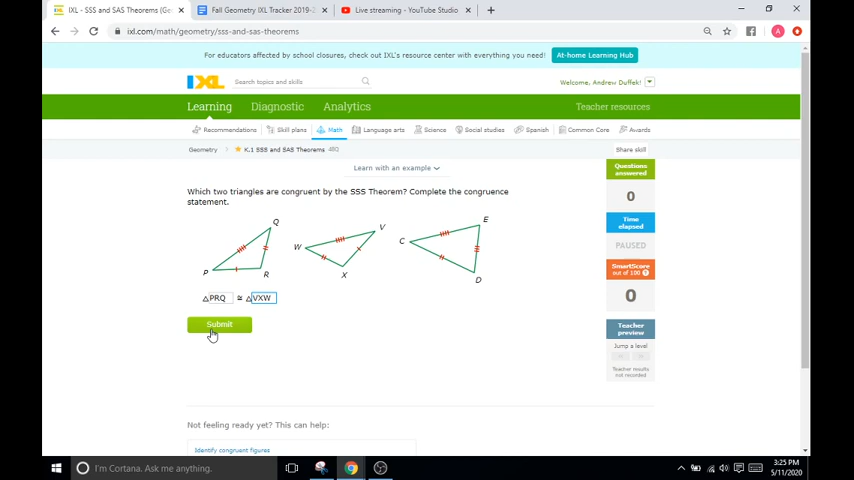 IXL - SSS and SAS Theorems (Ge
Fall Geometry IXL Tracker 2019-2
Live streaming - YouTube Studio
ixl.com/math/geometry/sss-and-sas-theorems
For educators affected by school closures, check out IXL's resource center with everything you need!
At-home Learning Hub
IXL
Search topics and skills
Welcome, Andrew Duffek!
Learning
Diagnostic
Analytics
Teacher resources
Recommendations
Skill plans
Math
Language arts
Science
Social studies
Spanish
Common Core
Awards
Geometry
K.1 SSS and SAS Theorems
Share skill
Learn with an example
Questions answered
0
Time elapsed
PAUSED
SmartScore out of 100
0
Teacher preview
Jump a level
Teacher results not recorded
Which two triangles are congruent by the SSS Theorem? Complete the congruence
statement.
Q
P
R
W
V
X
C
E
D
△PRQ ≅ △VXW
Submit
Not feeling ready yet? This can help:
Identify congruent figures
I'm Cortana. Ask me anything.
3:25 PM
5/11/2020